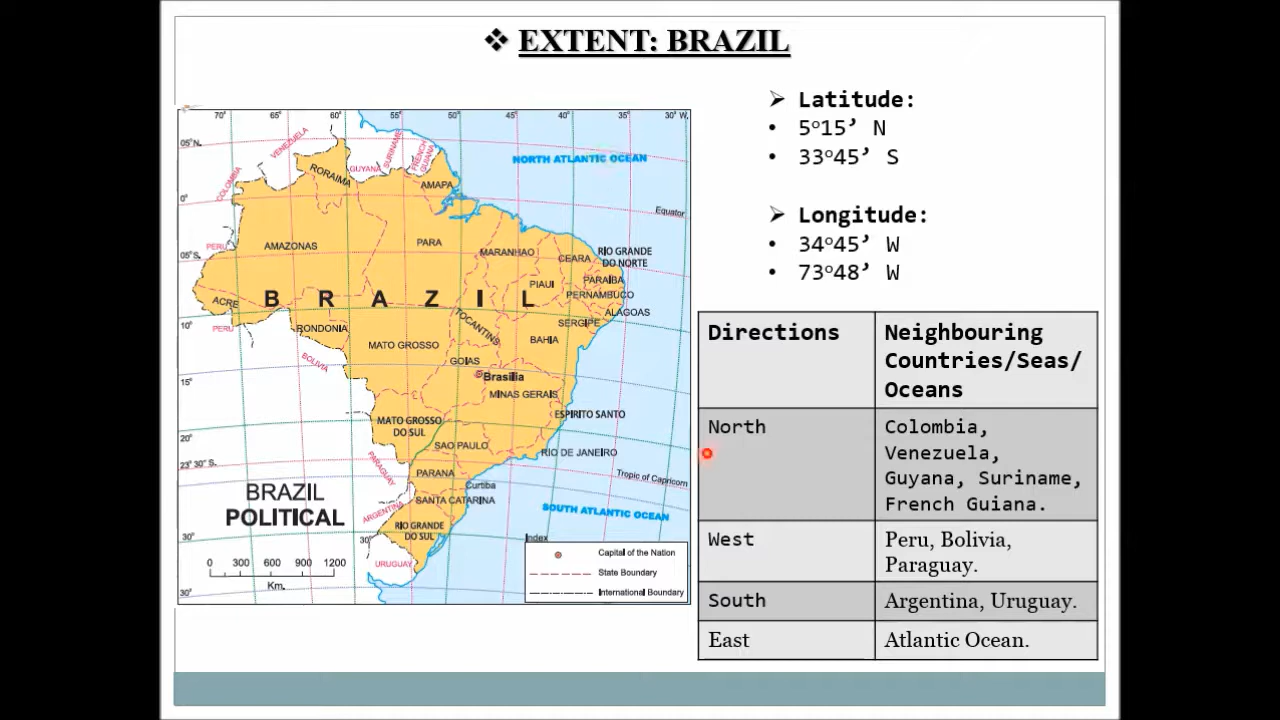 ❖ EXTENT: BRAZIL
➢ Latitude:
• 5º15’ N
• 33º45’ S
➢ Longitude:
• 34º45’ W
• 73º48’ W
Directions
Neighbouring
Countries/Seas/
Oceans
North
Colombia,
Venezuela,
Guyana, Suriname,
French Guiana.
West
Peru, Bolivia,
Paraguay.
South
Argentina, Uruguay.
East
Atlantic Ocean.
70° 65° 60° 55° 50° 45° 40° 35° 30° W.
05° N.
0°
05° S.
10°
15°
20°
23° 30' S.
30°
30°
30°
VENEZUELA
COLOMBIA
GUYANA
SURINAME
FRENCH
GUIANA
NORTH ATLANTIC OCEAN
RORAIMA
AMAPA
Equator
PERU
AMAZONAS
PARA
MARANHAO
CEARA
RIO GRANDE
DO NORTE
PIAUI
PARAIBA
PERNAMBUCO
ALAGOAS
SERGIPE
ACRE
BRAZIL
PERU
RONDONIA
TOCANTINS
BAHIA
MATO GROSSO
BOLIVIA
GOIAS
Brasilia
MINAS GERAIS
ESPIRITO SANTO
MATO GROSSO
DO SUL
SAO PAULO
RIO DE JANEIRO
PARAGUAY
PARANA
Tropic of Capricorn
Curtiba
SANTA CATARINA
ARGENTINA
RIO GRANDE
DO SUL
SOUTH ATLANTIC OCEAN
URUGUAY
BRAZIL
POLITICAL
0 300 600 900 1200
Km.
Index
Capital of the Nation
State Boundary
International Boundary